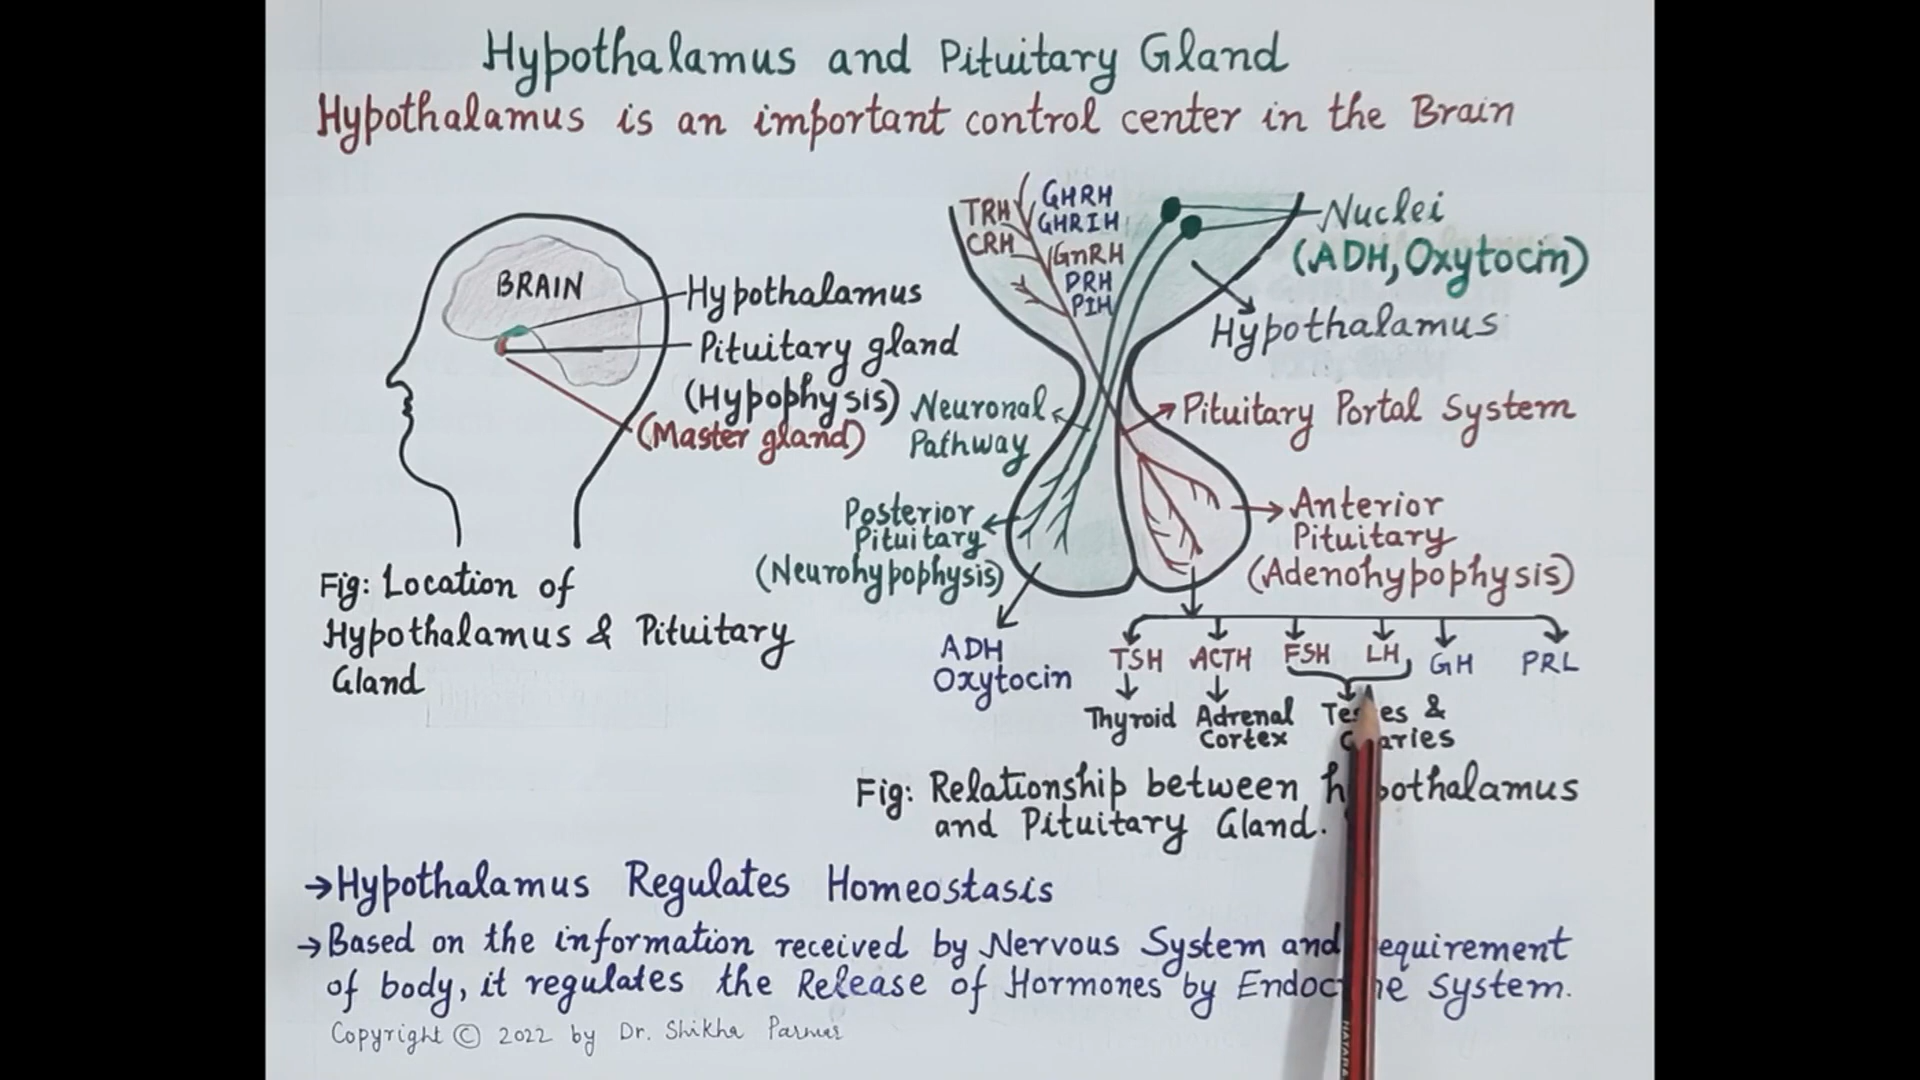 Hypothalamus and Pituitary Gland
Hypothalamus is an important control center in the Brain
BRAIN
Hypothalamus
Pituitary gland
(Hypophysis)
(Master gland)
Fig: Location of
Hypothalamus & Pituitary
Gland
TRH
CRH
GHRH
GHRIH
GnRH
PRH
PIH
Nuclei
(ADH, Oxytocin)
Hypothalamus
Neuronal
Pathway
Pituitary Portal System
Posterior
Pituitary
(Neurohypophysis)
Anterior
Pituitary
(Adenohypophysis)
ADH
Oxytocin
TSH ACTH FSH LH GH PRL
Thyroid
Adrenal
Cortex
&
Fig: Relationship between
and Pituitary Gland.
→Hypothalamus Regulates Homeostasis
→Based on the information received by Nervous System and
of body, it regulates the Release of Hormones by System.
Copyright © 2022 by Dr. Shikha Parmar